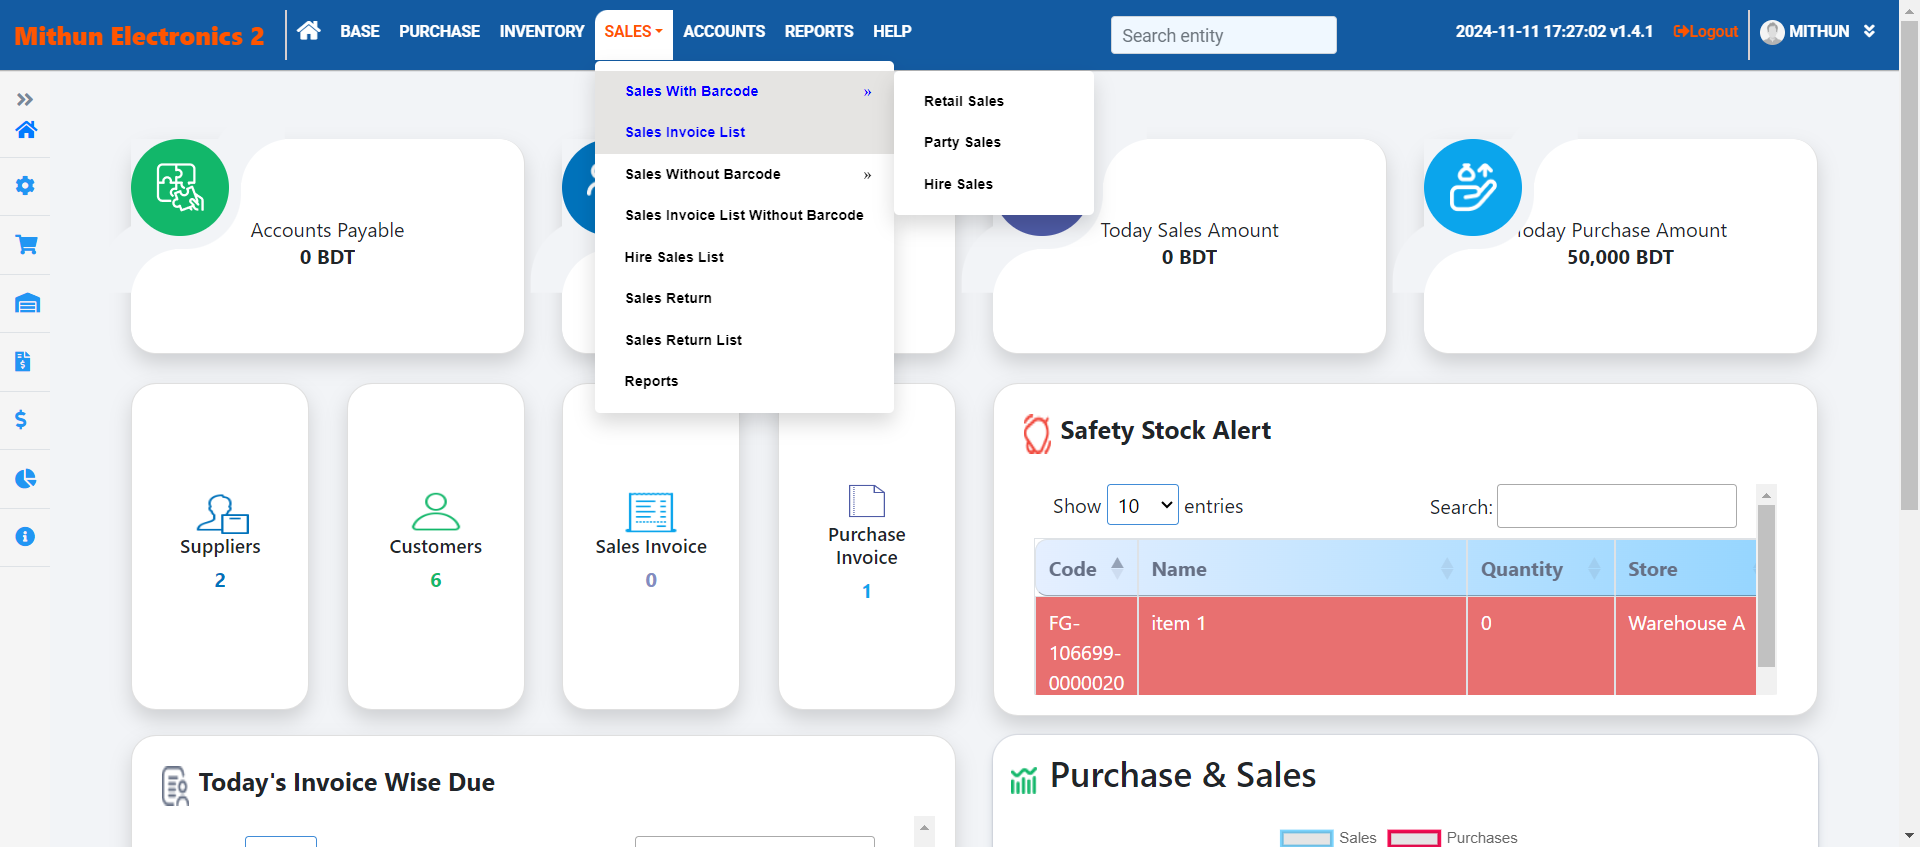 Mithun Electronics 2
BASE PURCHASE INVENTORY SALES ACCOUNTS REPORTS HELP
Search entity
2024-11-11 17:27:02 v1.4.1
Logout
MITHUN
Sales With Barcode »
Sales Invoice List
Sales Without Barcode »
Sales Invoice List Without Barcode
Hire Sales List
Sales Return
Sales Return List
Reports
Retail Sales
Party Sales
Hire Sales
Accounts Payable
0 BDT
Today Sales Amount
0 BDT
Today Purchase Amount
50,000 BDT
Suppliers
2
Customers
6
Sales Invoice
0
Purchase
Invoice
1
Safety Stock Alert
Show 10 entries
Search:
Code Name Quantity Store
FG-
106699-
0000020
item 1
0
Warehouse A
Today's Invoice Wise Due
Purchase & Sales
Sales Purchases